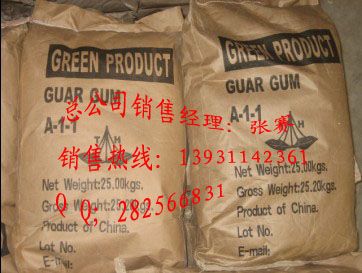 GREEN PRODUCT
GUAR GUM
A-1-1
T H
Net Weight:25.00kgs.
Gross Weight:25.20kgs.
Product of China.
Lot No.
E-mail:
GREEN PRODUCT
GUAR GUM
A-1-1
T H
Net Weight:25.00kgs.
Gross Weight:25.20kgs.
Product of China.
Lot No.
E-mail:
总公司销售经理：张赛
销售热线：13931142361
QQ，282566831